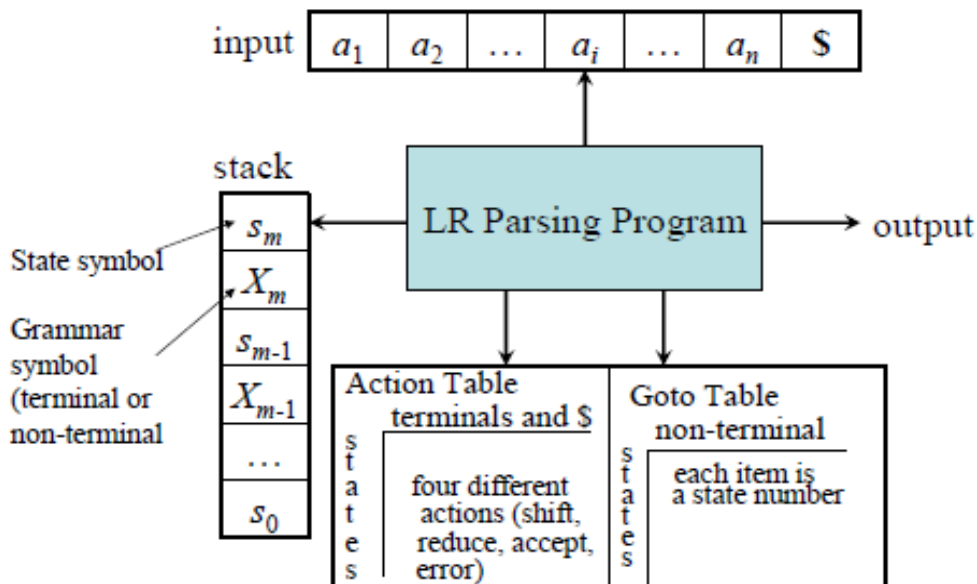 input a₁ a₂ … aᵢ … aₙ $
stack
sₘ
Xₘ
sₘ₋₁
Xₘ₋₁
…
s₀
State symbol
Grammar
symbol
(terminal or
non-terminal
LR Parsing Program
output
Action Table
terminals and $
s
t
a
t
e
s
four different
actions (shift,
reduce, accept,
error)
Goto Table
non-terminal
s
t
a
t
e
s
each item is
a state number